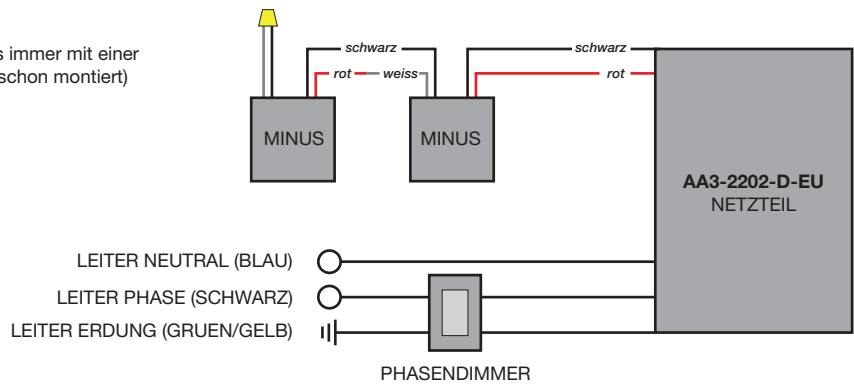 s immer mit einer
schon montiert)
schwarz
schwarz
rot
weiss
rot
MINUS
MINUS
AA3-2202-D-EU
NETZTEIL
LEITER NEUTRAL (BLAU)
LEITER PHASE (SCHWARZ)
LEITER ERDUNG (GRUEN/GELB)
PHASENDIMMER